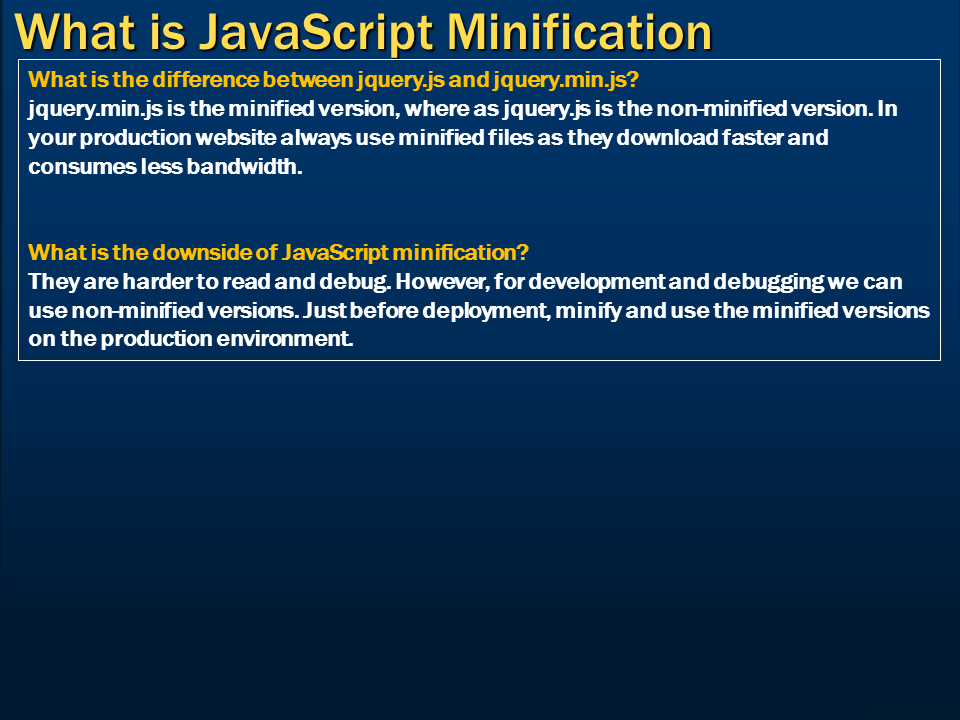 What is JavaScript Minification
What is the difference between jquery.js and jquery.min.js?
jquery.min.js is the minified version, where as jquery.js is the non-minified version. In
your production website always use minified files as they download faster and
consumes less bandwidth.
What is the downside of JavaScript minification?
They are harder to read and debug. However, for development and debugging we can
use non-minified versions. Just before deployment, minify and use the minified versions
on the production environment.